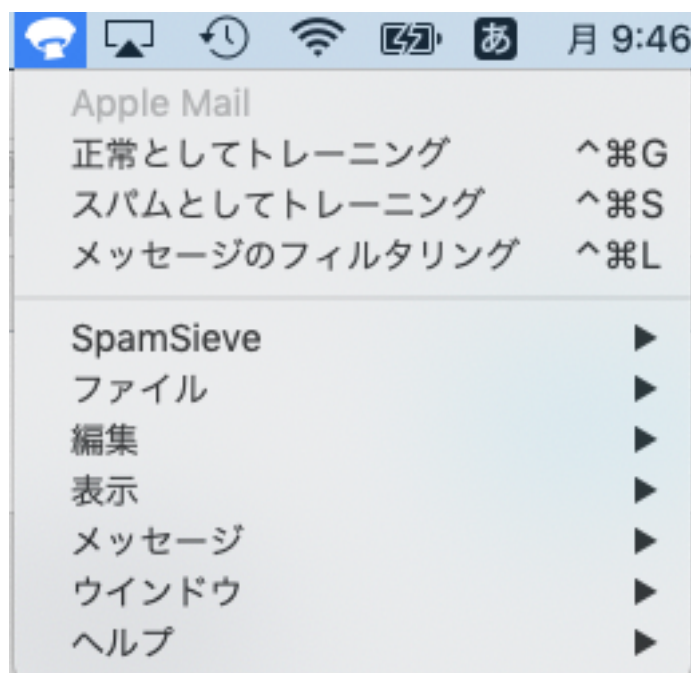 あ 月 9:46
Apple Mail
正常としてトレーニング ^⌘G
スパムとしてトレーニング ^⌘S
メッセージのフィルタリング ^⌘L
SpamSieve ▶
ファイル ▶
編集 ▶
表示 ▶
メッセージ ▶
ウインドウ ▶
ヘルプ ▶